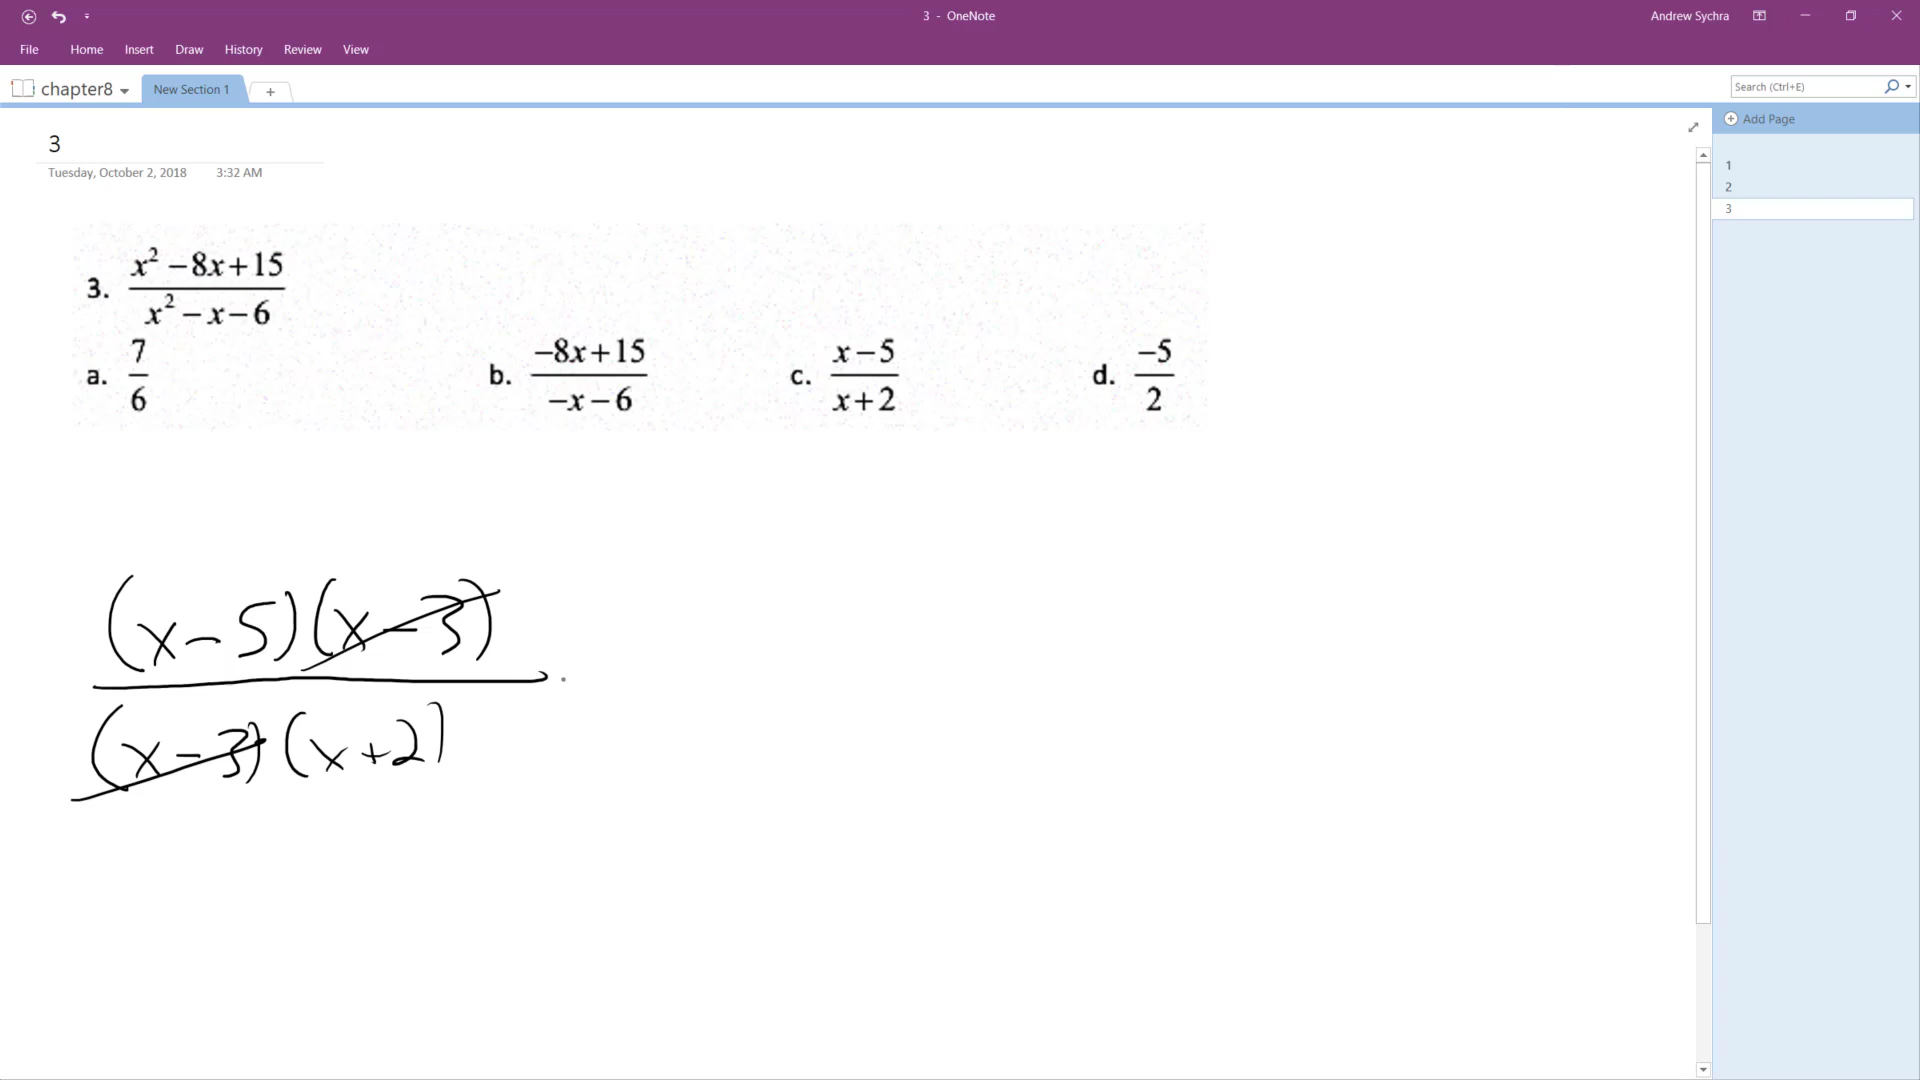 3 - OneNote
Andrew Sychra
File Home Insert Draw History Review View
chapter8 New Section 1 +
Search (Ctrl+E)
Add Page
1
2
3
3
Tuesday, October 2, 2018 3:32 AM
3. x² − 8x + 15
x² − x − 6
a. 7/6 b. −8x+15 / −x−6 c. x−5 / x+2 d. −5/2
(x − 5)(x − 3)
(x − 3)(x + 2)